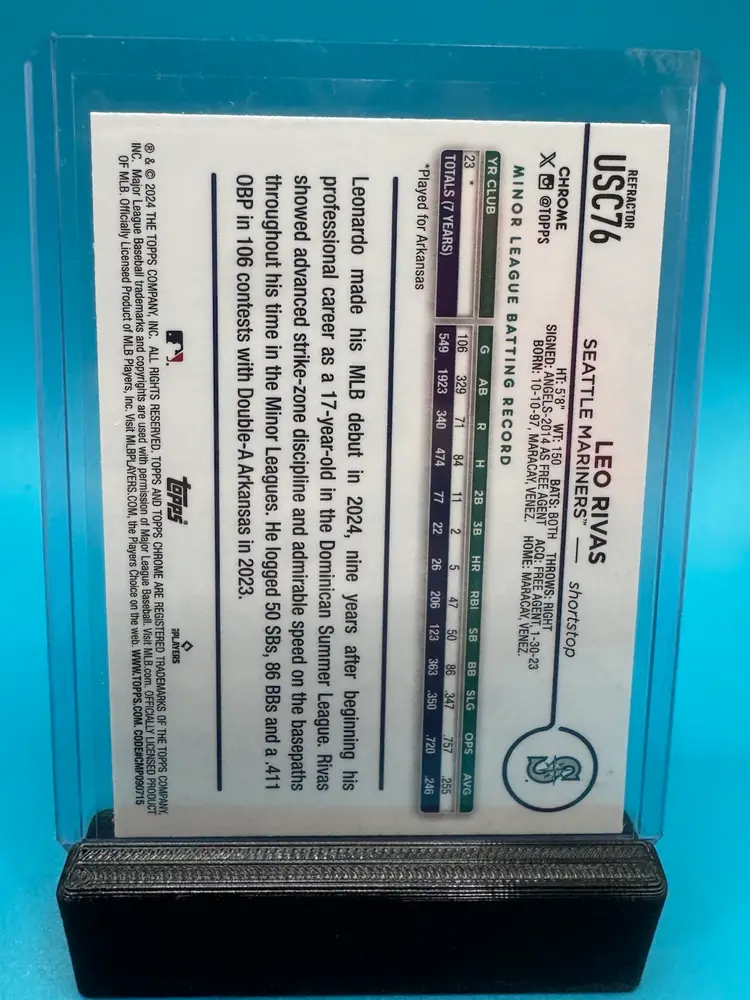 REFRACTOR
USC76
CHROME
@TOPPS
LEO RIVAS
SEATTLE MARINERS™ — shortstop
HT: 5'8" WT: 150 BATS: BOTH THROWS: RIGHT
SIGNED: ANGELS-2014 AS FREE AGENT ACQ: FREE AGENT, 1-30-23
BORN: 10-10-97, MARACAY, VENEZ. HOME: MARACAY, VENEZ.
S
MINOR LEAGUE BATTING RECORD
YR CLUB G AB R H 2B 3B HR RBI SB BB SLG OPS AVG
23 * 106 329 71 84 11 2 5 47 50 86 .347 .757 .255
TOTALS (7 YEARS) 549 1923 340 474 77 22 26 206 123 363 .350 .720 .246
*Played for Arkansas
Leonardo made his MLB debut in 2024, nine years after beginning his
professional career as a 17-year-old in the Dominican Summer League. Rivas
showed advanced strike-zone discipline and admirable speed on the basepaths
throughout his time in the Minor Leagues. He logged 50 SBs, 86 BBs and a .411
OBP in 106 contests with Double-A Arkansas in 2023.
topps
PLAYERS
® & © 2024 THE TOPPS COMPANY, INC. ALL RIGHTS RESERVED. TOPPS AND TOPPS CHROME ARE REGISTERED TRADEMARKS OF THE TOPPS COMPANY,
INC. Major League Baseball trademarks and copyrights are used with permission of Major League Baseball. Visit MLB.com. OFFICIALLY LICENSED PRODUCT
OF MLB. Officially Licensed Product of MLB Players, Inc. Visit MLBPLAYERS.COM, the Players Choice on the web. WWW.TOPPS.COM. CODE#CMP090715